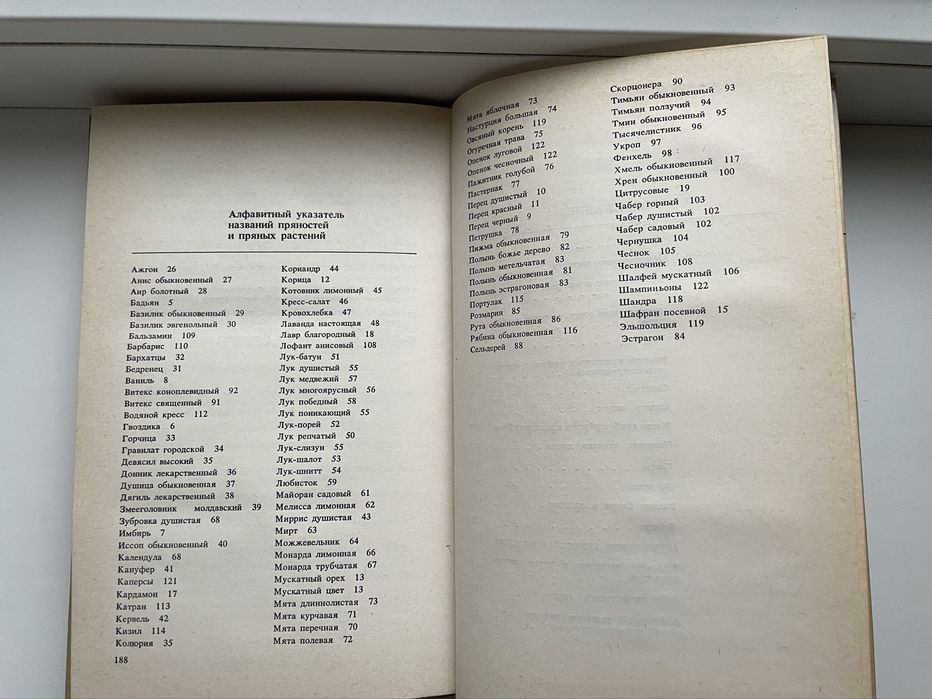 Алфавитный указатель
названий пряностей
и пряных растений
Ажгон 26
Анис обыкновенный 27
Аир болотный 28
Бадьян 5
Базилик обыкновенный 29
Базилик эвгенольный 30
Бальзамин 109
Барбарис 110
Бархатцы 32
Бедренец 31
Ваниль 8
Витекс коноплевидный 92
Витекс священный 91
Водяной кресс 112
Гвоздика 6
Горчица 33
Гравилат городской 34
Девясил высокий 35
Донник лекарственный 36
Душица обыкновенная 37
Дягиль лекарственный 38
Змееголовник молдавский 39
Зубровка душистая 68
Имбирь 7
Иссоп обыкновенный 40
Календула 68
Кануфер 41
Каперсы 121
Кардамон 17
Катран 113
Кервель 42
Кизил 114
Колюрия 35
188
Кориандр 44
Корица 12
Котовник лимонный 45
Кресс-салат 46
Кровохлебка 47
Лаванда настоящая 48
Лавр благородный 18
Лофант анисовый 108
Лук-батун 51
Лук душистый 55
Лук медвежий 57
Лук многоярусный 56
Лук победный 58
Лук поникающий 55
Лук-порей 52
Лук репчатый 50
Лук-слизун 55
Лук-шалот 53
Лук-шнитт 54
Любисток 59
Майоран садовый 61
Мелисса лимонная 62
Миррис душистая 43
Мирт 63
Можжевельник 64
Монарда лимонная 66
Монарда трубчатая 67
Мускатный орех 13
Мускатный цвет 13
Мята длиннолистая 73
Мята курчавая 71
Мята перечная 70
Мята полевая 72
Мята яблочная 73
Настурция большая 74
Овсяный корень 119
Огуречная трава 75
Опенок луговой 122
Опенок чесночный 122
Пажитник голубой 76
Пастернак 77
Перец душистый 10
Перец красный 11
Перец черный 9
Петрушка 78
Пижма обыкновенная 79
Полынь божье дерево 82
Полынь метельчатая 83
Полынь обыкновенная 81
Полынь эстрагоновая 83
Портулак 115
Розмарин 85
Рута обыкновенная 86
Рябина обыкновенная 116
Сельдерей 88
Скорцонера 90
Тимьян обыкновенный 93
Тимьян ползучий 94
Тмин обыкновенный 95
Тысячелистник 96
Укроп 97
Фенхель 98
Хмель обыкновенный 117
Хрен обыкновенный 100
Цитрусовые 19
Чабер горный 103
Чабер душистый 102
Чабер садовый 102
Чернушка 104
Чеснок 105
Чесночник 108
Шалфей мускатный 106
Шампиньоны 122
Шандра 118
Шафран посевной 15
Эльшольция 119
Эстрагон 84